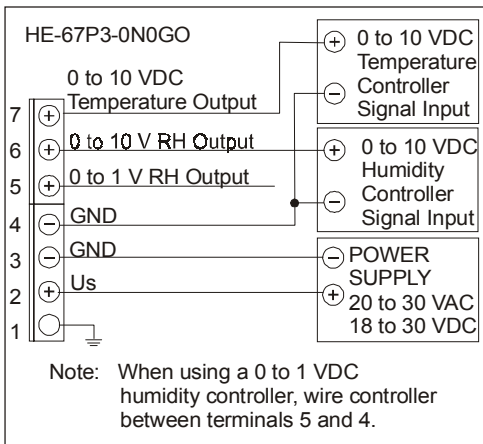 HE-67P3-0N0GO
0 to 10 VDC
Temperature Output
7
6
0 to 10 V RH Output
5
0 to 1 V RH Output
4
GND
3
GND
2
Us
1
+ 0 to 10 VDC
Temperature
− Controller
Signal Input
+ 0 to 10 VDC
Humidity
− Controller
Signal Input
− POWER
SUPPLY
+ 20 to 30 VAC
18 to 30 VDC
Note: When using a 0 to 1 VDC
humidity controller, wire controller
between terminals 5 and 4.